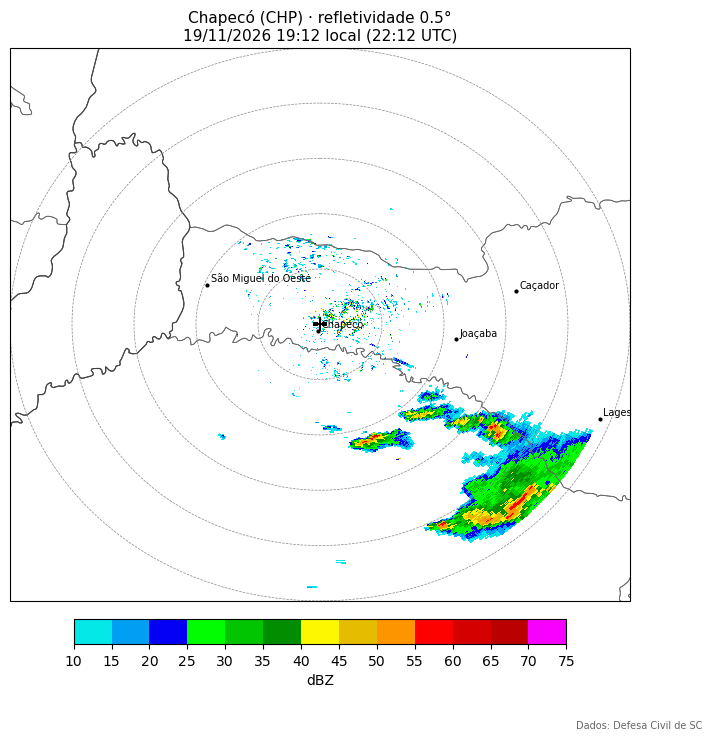 Chapecó (CHP) · refletividade 0.5°
19/11/2026 19:12 local (22:12 UTC)
São Miguel do Oeste
Caçador
Chapecó
Joaçaba
Lages
10 15 20 25 30 35 40 45 50 55 60 65 70 75
dBZ
Dados: Defesa Civil de SC